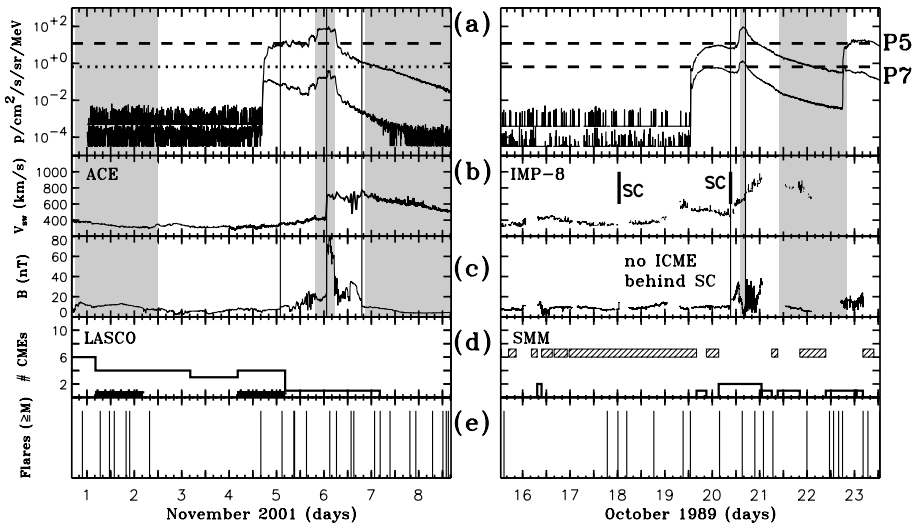 (a)
p/cm²/s/sr/MeV
10⁺²
10⁺⁰
10⁻²
10⁻⁴
P5
P7
(b)
V_sw (km/s)
1000
800
600
400
ACE
IMP-8
SC
SC
(c)
B (nT)
80
60
40
20
0
no ICME
behind SC
(d)
# CMEs
10
8
6
4
2
LASCO
SMM
(e)
Flares (≥M)
1 2 3 4 5 6 7 8
November 2001 (days)
16 17 18 19 20 21 22 23
October 1989 (days)